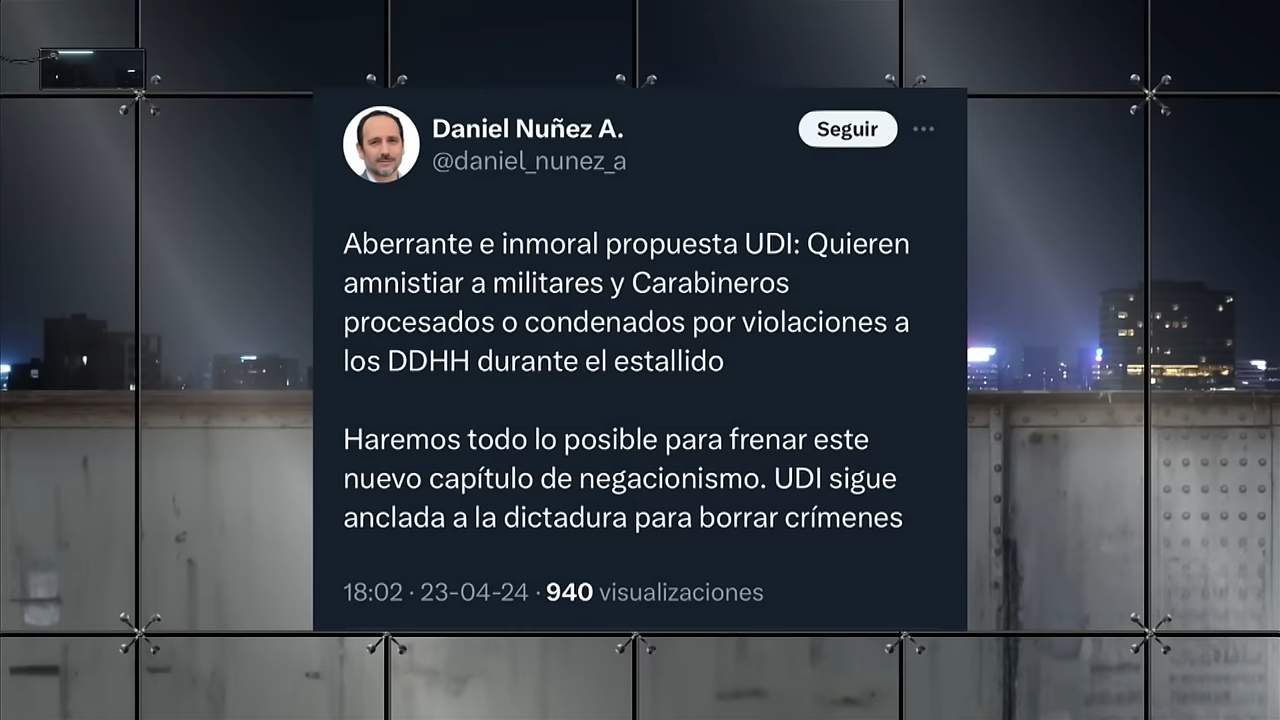 Daniel Nuñez A.
Seguir
@daniel_nunez_a
Aberrante e inmoral propuesta UDI: Quieren
amnistiar a militares y Carabineros
procesados o condenados por violaciones a
los DDHH durante el estallido
Haremos todo lo posible para frenar este
nuevo capítulo de negacionismo. UDI sigue
anclada a la dictadura para borrar crímenes
18:02 · 23-04-24 · 940 visualizaciones